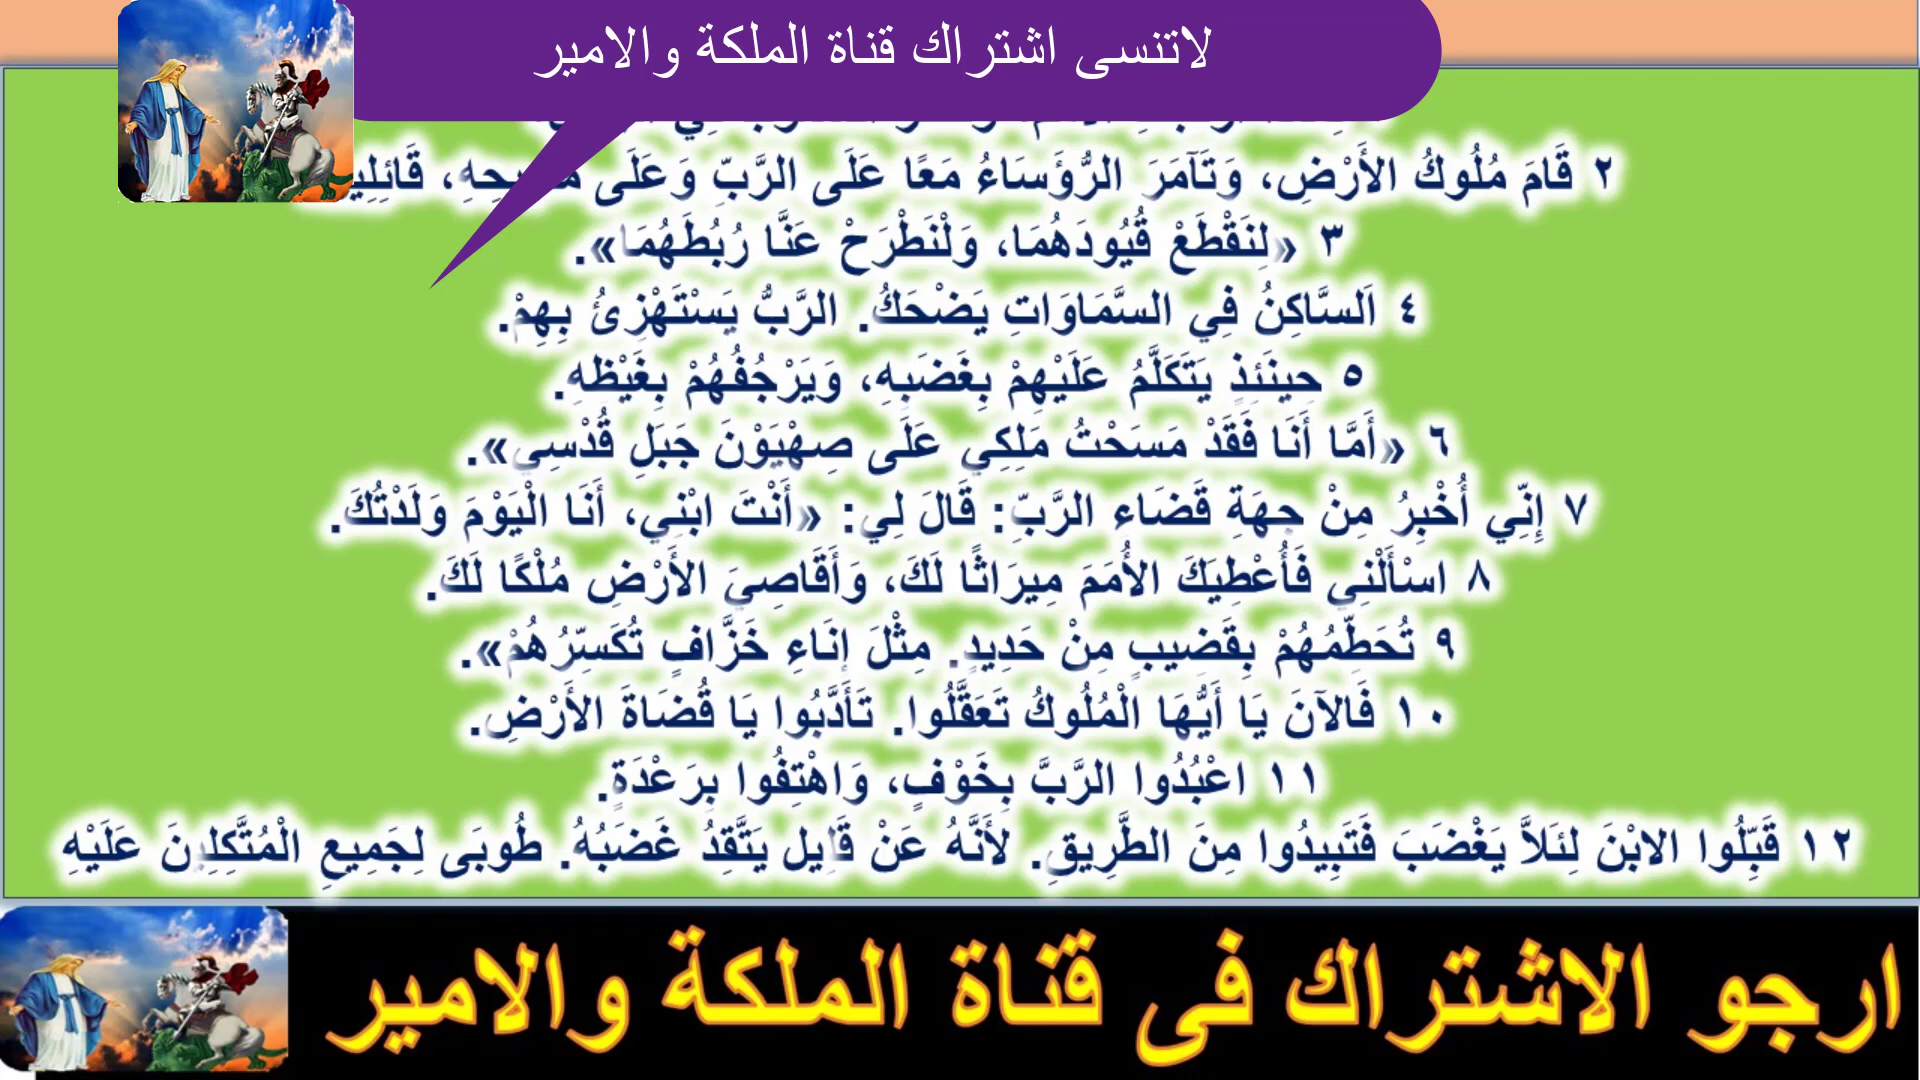 لاتنسى اشتراك قناة الملكة والامير
٢ قَامَ مُلُوكُ الأَرْضِ، وَتَآمَرَ الرُّؤَسَاءُ مَعًا عَلَى الرَّبِّ وَعَلَى
٣ «لِنَقْطَعْ قُيُودَهُمَا، وَلْنَطْرَحْ عَنَّا رُبُطَهُمَا».
٤ اَلسَّاكِنُ فِي السَّمَاوَاتِ يَضْحَكُ. الرَّبُّ يَسْتَهْزِئُ بِهِمْ.
٥ حِينَئِذٍ يَتَكَلَّمُ عَلَيْهِمْ بِغَضَبِهِ، وَيَرْجُفُهُمْ بِغَيْظِهِ.
٦ «أَمَّا أَنَا فَقَدْ مَسَحْتُ مَلِكِي عَلَى صِهْيَوْنَ جَبَلِ قُدْسِي».
٧ إِنِّي أُخْبِرُ مِنْ جِهَةِ قَضَاء الرَّبِّ: قَالَ لِي: «أَنْتَ ابْنِي، أَنَا الْيَوْمَ وَلَدْتُكَ.
٨ اسْأَلْنِي فَأُعْطِيَكَ الأُمَمَ مِيرَاثًا لَكَ، وَأَقَاصِيَ الأَرْضِ مُلْكًا لَكَ.
٩ تُحَطِّمُهُمْ بِقَضِيبٍ مِنْ حَدِيدٍ. مِثْلَ إِنَاءِ خَزَّافٍ تُكَسِّرُهُمْ».
١٠ فَالآنَ يَا أَيُّهَا الْمُلُوكُ تَعَقَّلُوا. تَأَدَّبُوا يَا قُضَاةَ الأَرْضِ.
١١ اعْبُدُوا الرَّبَّ بِخَوْفٍ، وَاهْتِفُوا بِرَعْدَةٍ.
١٢ قَبِّلُوا الابْنَ لِئَلاَّ يَغْضَبَ فَتَبِيدُوا مِنَ الطَّرِيقِ. لأَنَّهُ عَنْ قَلِيل يَتَّقِدُ غَضَبُهُ. طُوبَى لِجَمِيعِ الْمُتَّكِلِينَ عَلَيْهِ
ارجو الاشتراك فى قناة الملكة والامير